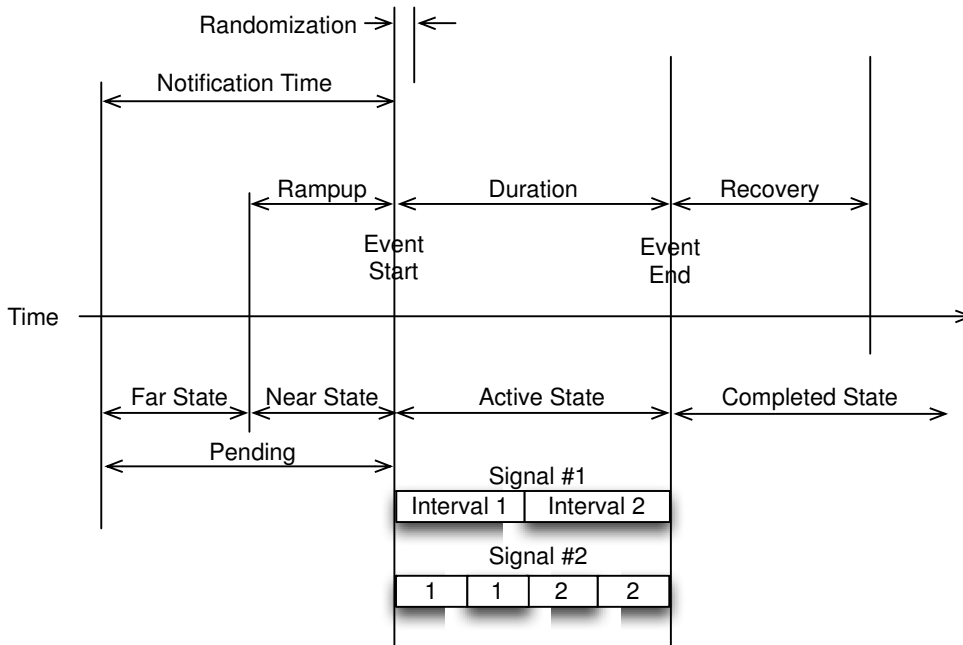 Randomization
Notification Time
Rampup
Duration
Recovery
Event
Start
Event
End
Time
Far State
Near State
Active State
Completed State
Pending
Signal #1
Interval 1
Interval 2
Signal #2
1
1
2
2